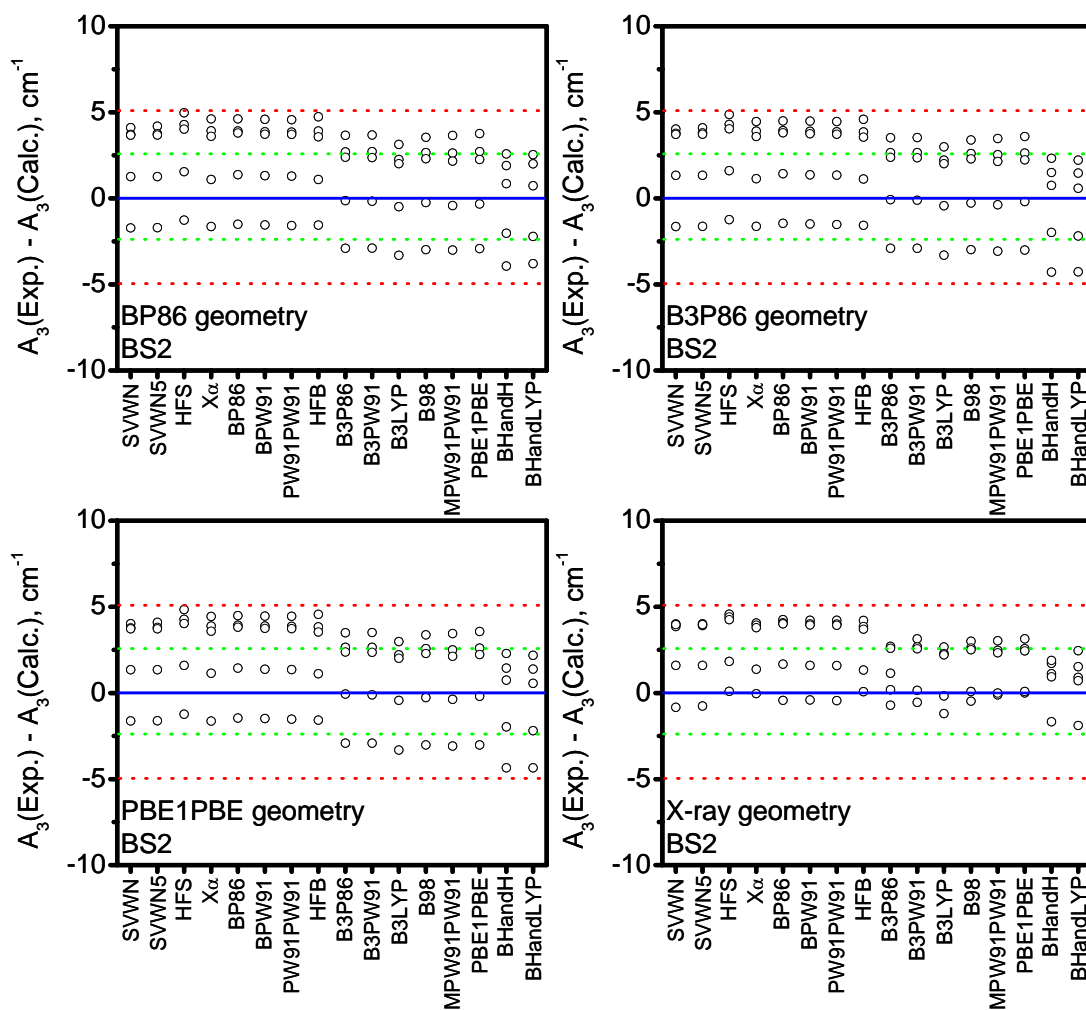 10
5
0
-5
-10
A₃(Exp.) - A₃(Calc.), cm⁻¹
BP86 geometry
BS2
SVWN
SVWN5
HFS
Xα
BP86
BPW91
PW91PW91
HFB
B3P86
B3PW91
B3LYP
B98
MPW91PW91
PBE1PBE
BHandH
BHandLYP
10
5
0
-5
-10
A₃(Exp.) - A₃(Calc.), cm⁻¹
B3P86 geometry
BS2
SVWN
SVWN5
HFS
Xα
BP86
BPW91
PW91PW91
HFB
B3P86
B3PW91
B3LYP
B98
MPW91PW91
PBE1PBE
BHandH
BHandLYP
10
5
0
-5
-10
A₃(Exp.) - A₃(Calc.), cm⁻¹
PBE1PBE geometry
BS2
SVWN
SVWN5
HFS
Xα
BP86
BPW91
PW91PW91
HFB
B3P86
B3PW91
B3LYP
B98
MPW91PW91
PBE1PBE
BHandH
BHandLYP
10
5
0
-5
-10
A₃(Exp.) - A₃(Calc.), cm⁻¹
X-ray geometry
BS2
SVWN
SVWN5
HFS
Xα
BP86
BPW91
PW91PW91
HFB
B3P86
B3PW91
B3LYP
B98
MPW91PW91
PBE1PBE
BHandH
BHandLYP